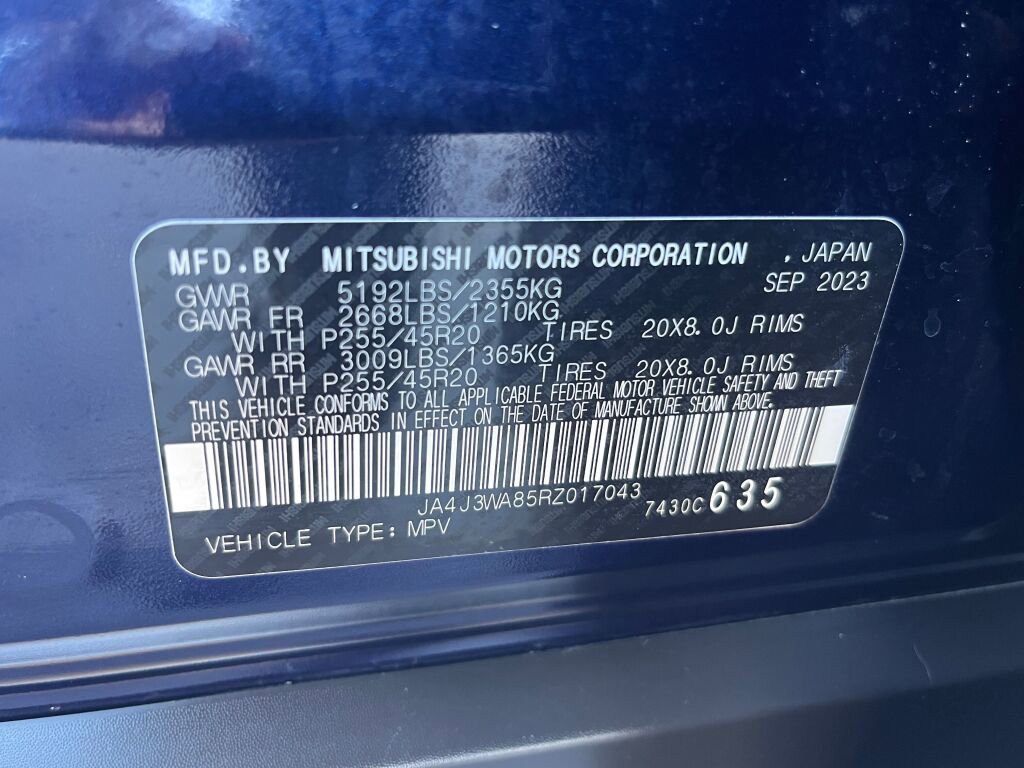 MFD.BY MITSUBISHI MOTORS CORPORATION , JAPAN
SEP 2023
GVWR 5192LBS/2355KG
GAWR FR 2668LBS/1210KG
WITH P255/45R20 TIRES 20X8.0J RIMS
GAWR RR 3009LBS/1365KG
WITH P255/45R20 TIRES 20X8.0J RIMS
THIS VEHICLE CONFORMS TO ALL APPLICABLE FEDERAL MOTOR VEHICLE SAFETY AND THEFT
PREVENTION STANDARDS IN EFFECT ON THE DATE OF MANUFACTURE SHOWN ABOVE.
JA4J3WA85RZ017043
7430C635
VEHICLE TYPE: MPV